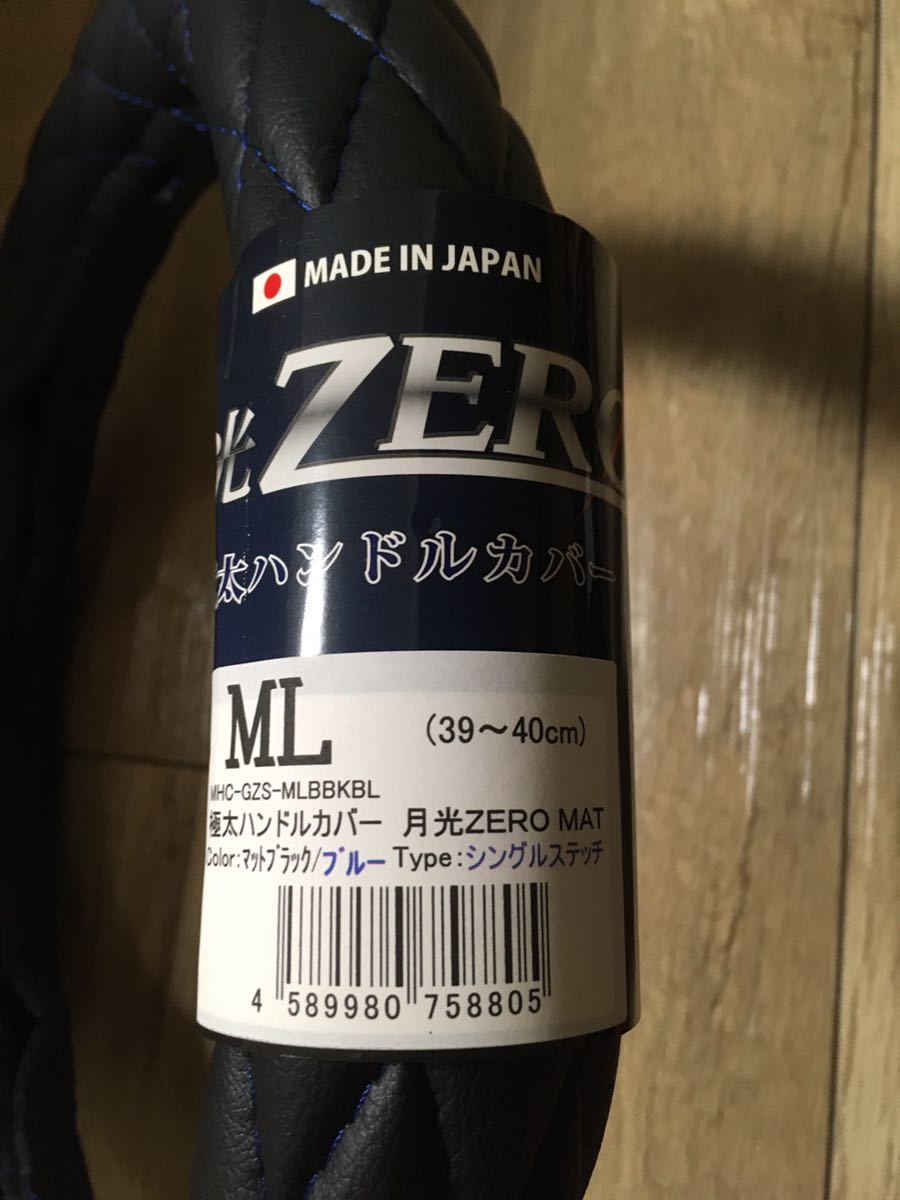 MADE IN JAPAN
光ZERO
太ハンドルカバー
ML (39～40cm)
MHC-GZS-MLBBKBL
極太ハンドルカバー 月光ZERO MAT
Color:マットブラック/ブルー Type:シングルステッチ
4 589980 758805